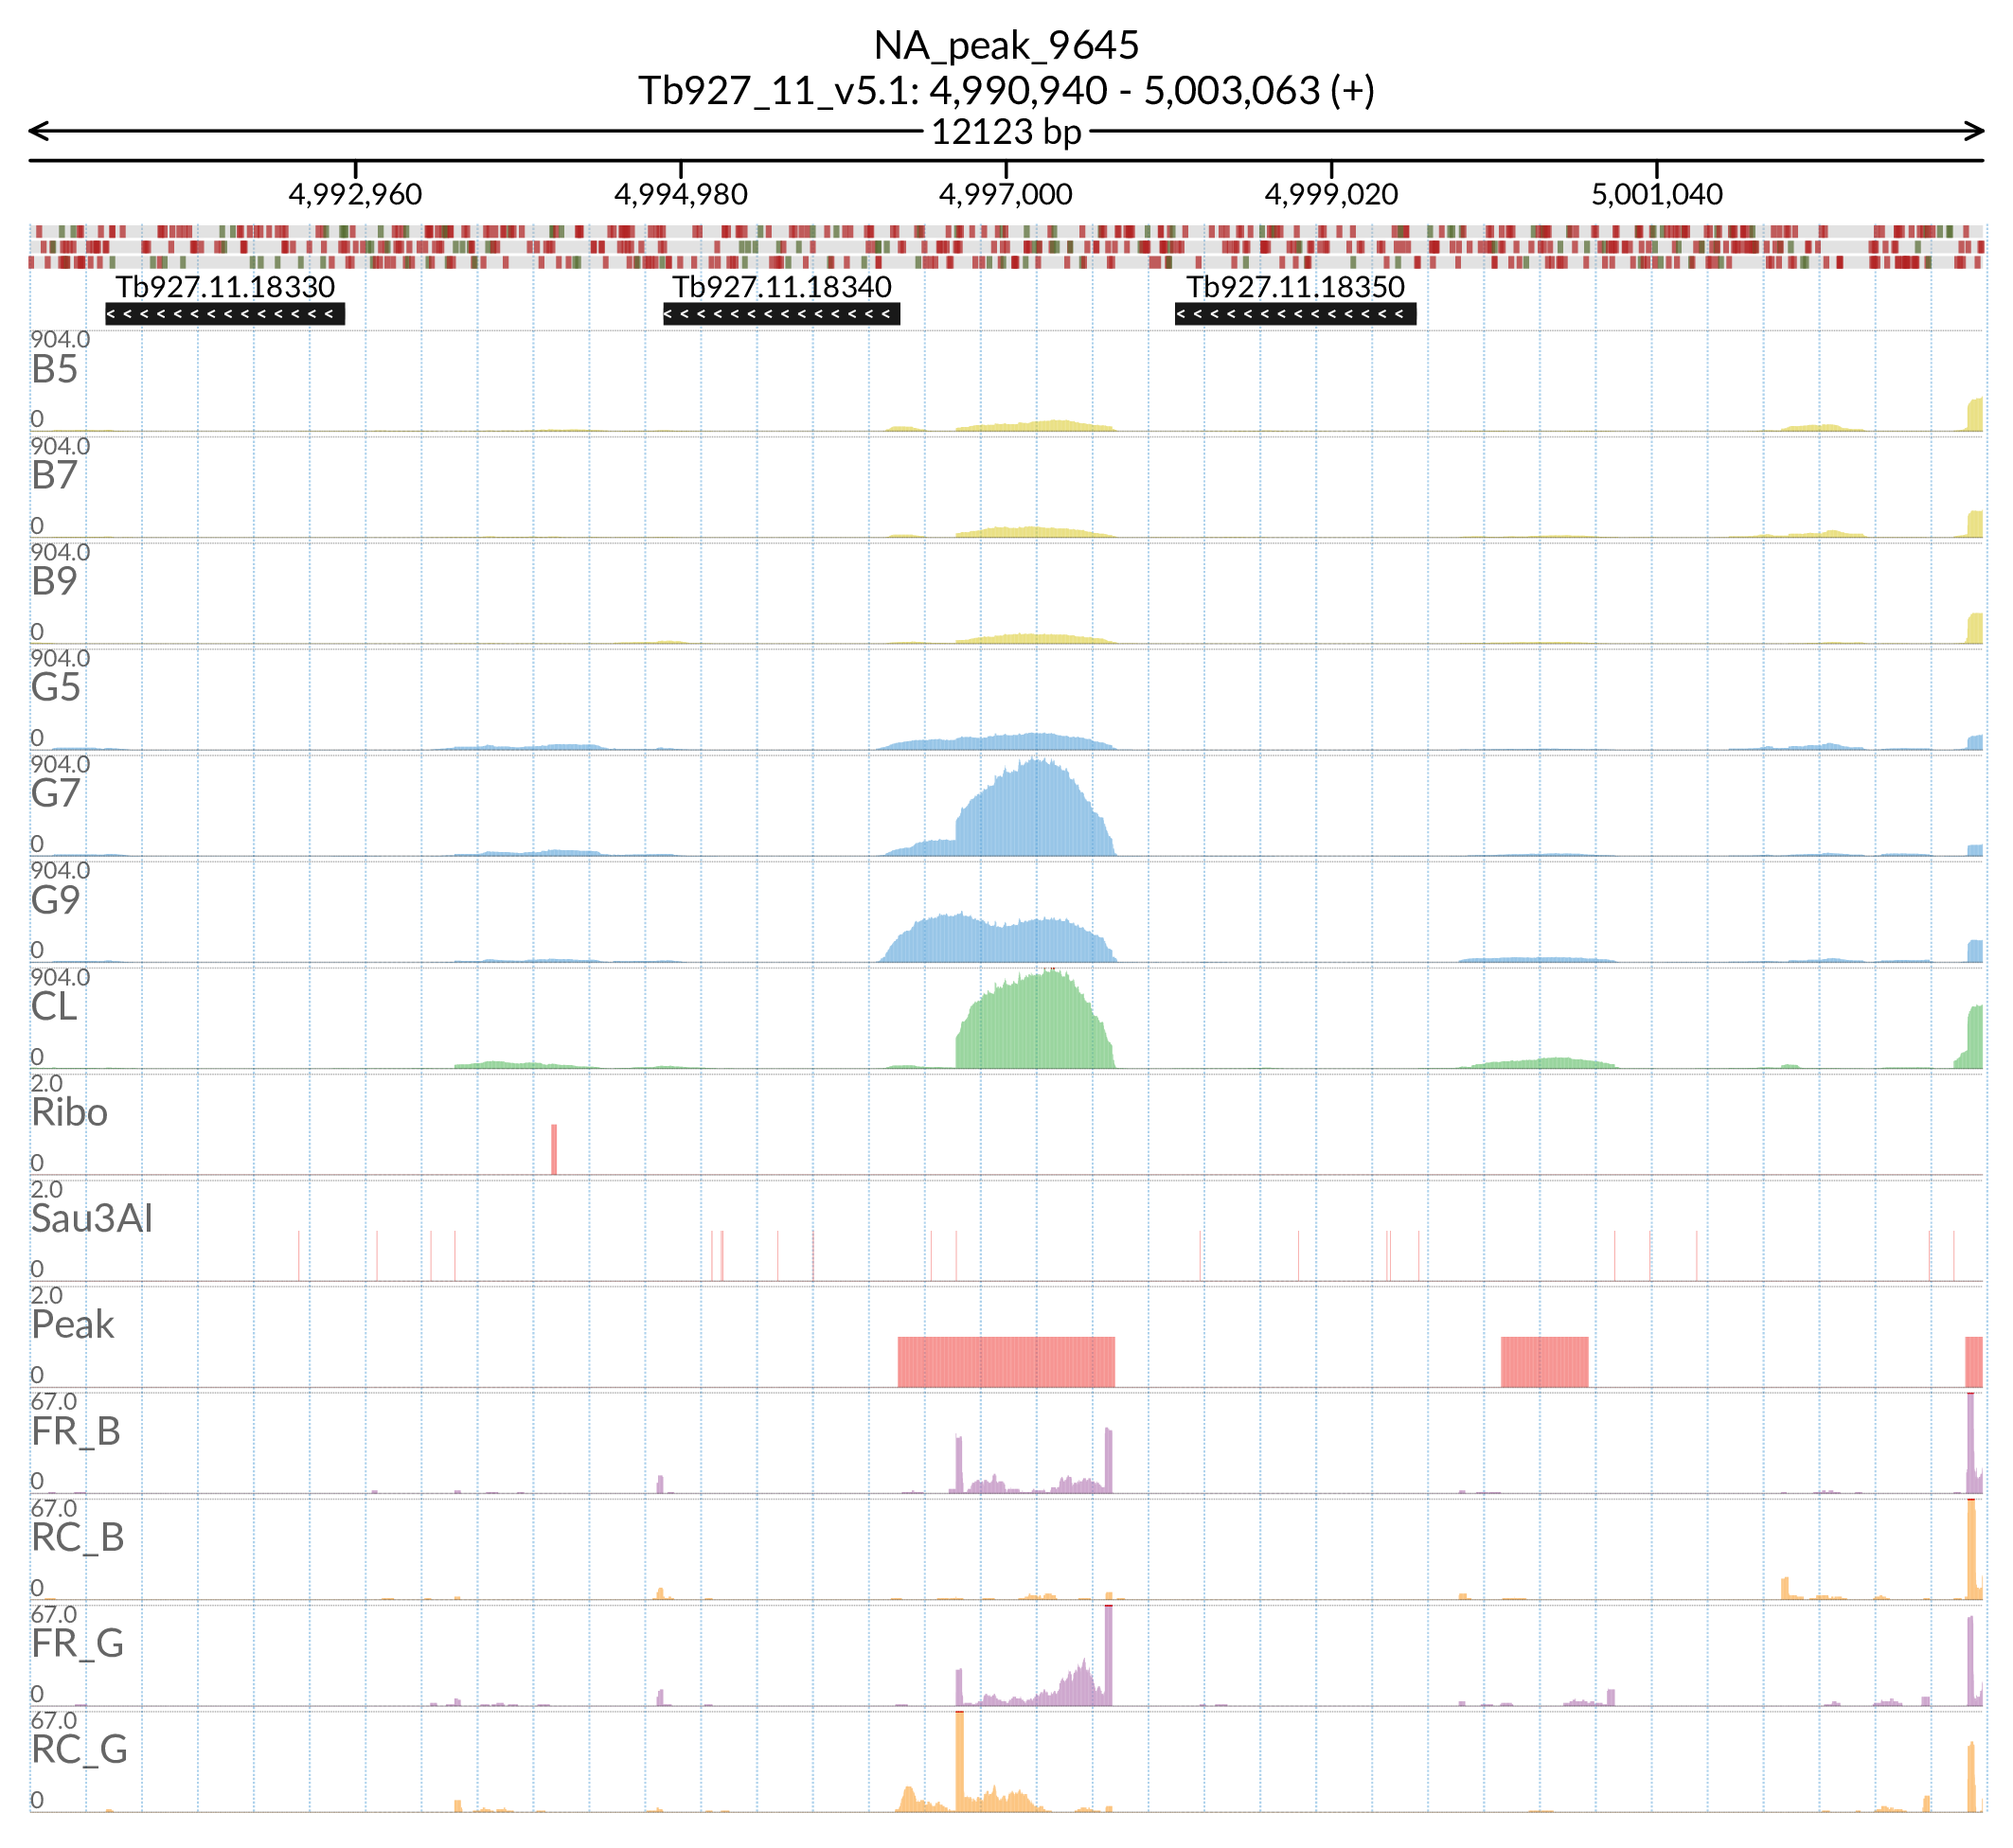 NA_peak_9645
Tb927_11_v5.1: 4,990,940 - 5,003,063 (+)
12123 bp
4,992,960 4,994,980 4,997,000 4,999,020 5,001,040
Tb927.11.18330 Tb927.11.18340 Tb927.11.18350
904.0
B5
0
904.0
B7
0
904.0
B9
0
904.0
G5
0
904.0
G7
0
904.0
G9
0
904.0
CL
0
2.0
Ribo
0
2.0
Sau3AI
0
2.0
Peak
0
67.0
FR_B
0
67.0
RC_B
0
67.0
FR_G
0
67.0
RC_G
0